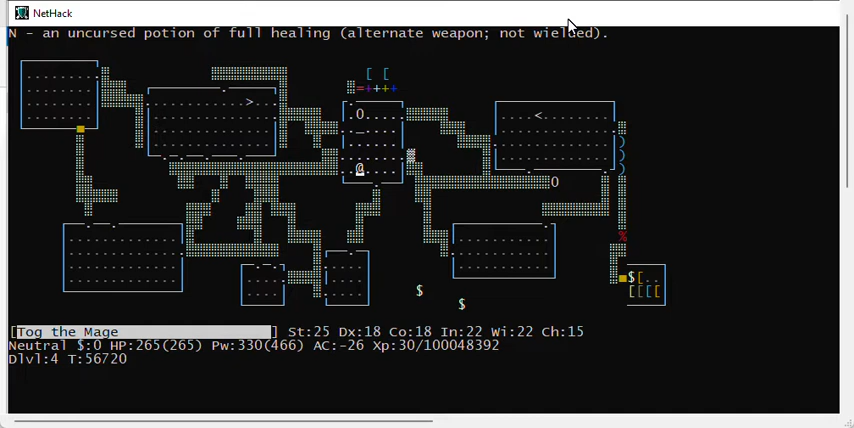 NetHack
N - an uncursed potion of full healing (alternate weapon; not wielded).
[Tog the Mage ] St:25 Dx:18 Co:18 In:22 Wi:22 Ch:15
Neutral $:0 HP:265(265) Pw:330(466) AC:-26 Xp:30/100048392
Dlvl:4 T:56720